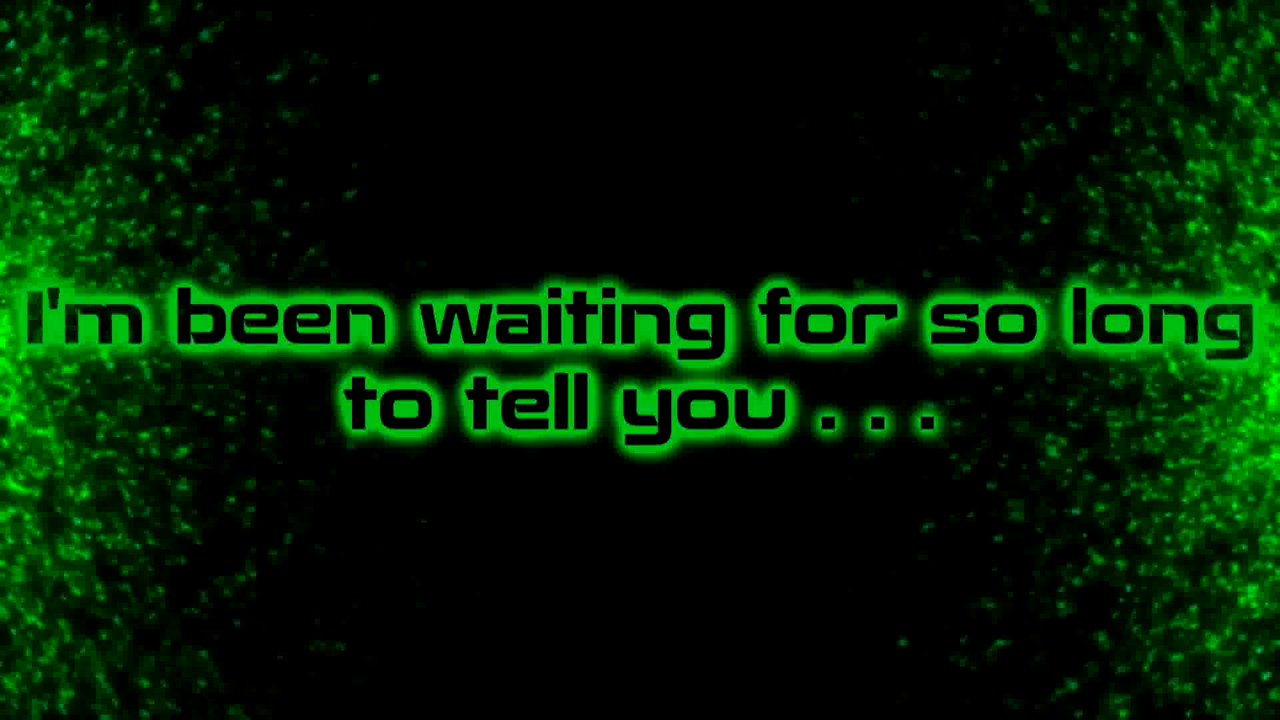 I'm been waiting for so long
to tell you . . .